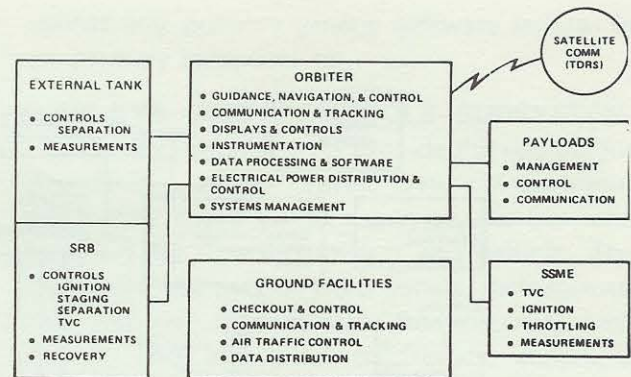 EXTERNAL TANK
• CONTROLS
SEPARATION
• MEASUREMENTS
SRB
• CONTROLS
IGNITION
STAGING
SEPARATION
TVC
• MEASUREMENTS
• RECOVERY
ORBITER
• GUIDANCE, NAVIGATION, & CONTROL
• COMMUNICATION & TRACKING
• DISPLAYS & CONTROLS
• INSTRUMENTATION
• DATA PROCESSING & SOFTWARE
• ELECTRICAL POWER DISTRIBUTION &
CONTROL
• SYSTEMS MANAGEMENT
GROUND FACILITIES
• CHECKOUT & CONTROL
• COMMUNICATION & TRACKING
• AIR TRAFFIC CONTROL
• DATA DISTRIBUTION
SATELLITE
COMM
(TDRS)
PAYLOADS
• MANAGEMENT
• CONTROL
• COMMUNICATION
SSME
• TVC
• IGNITION
• THROTTLING
• MEASUREMENTS